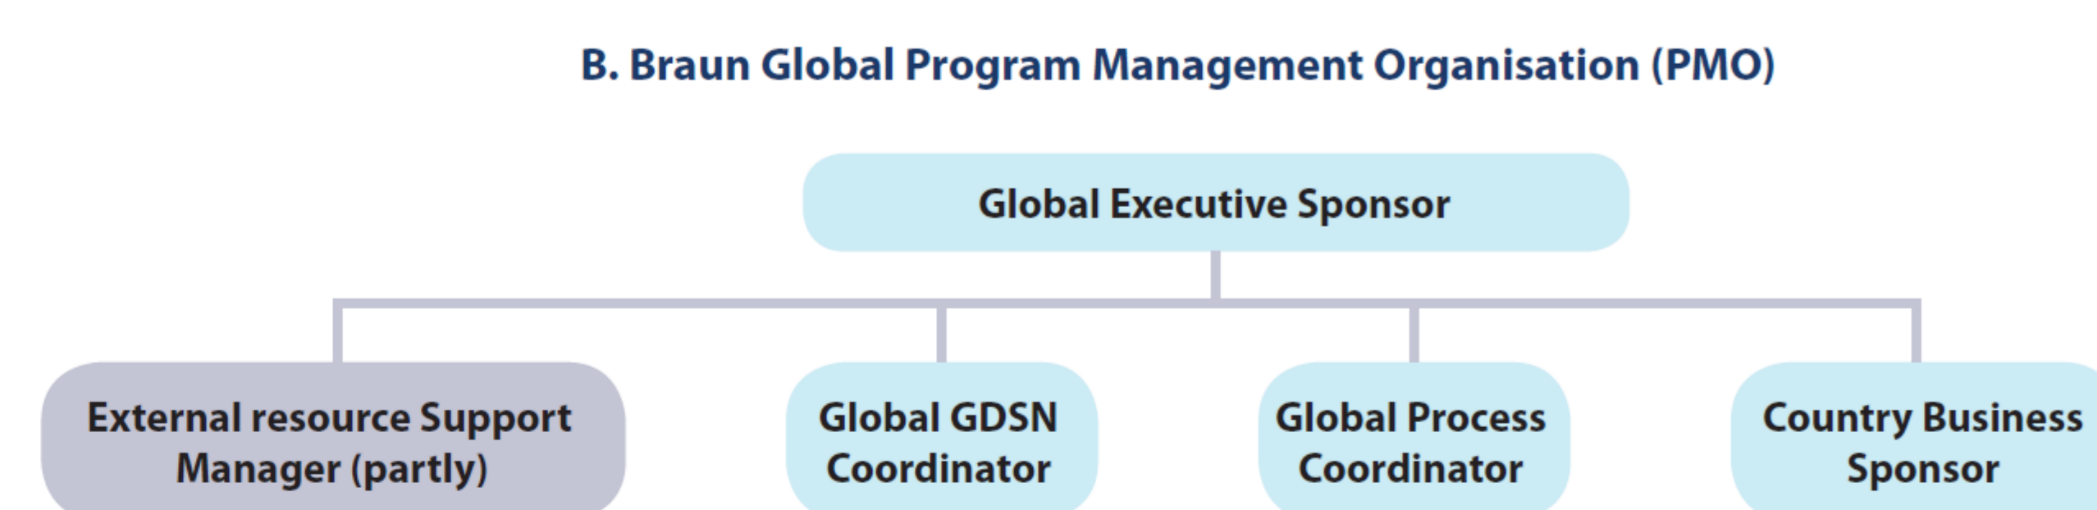 B. Braun Global Program Management Organisation (PMO)
Global Executive Sponsor
External resource Support
Manager (partly)
Global GDSN
Coordinator
Global Process
Coordinator
Country Business
Sponsor